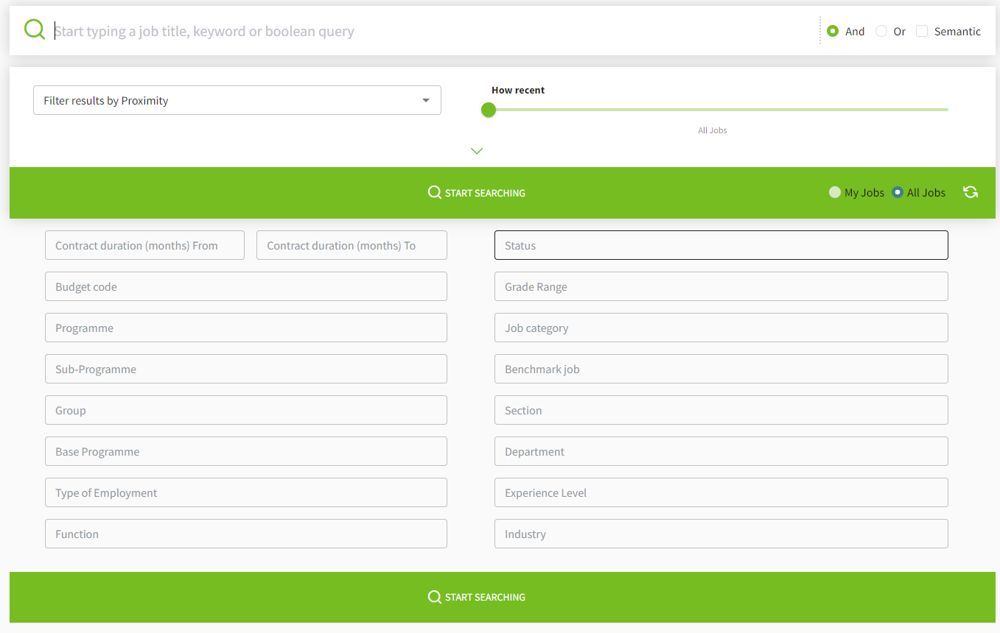 Start typing a job title, keyword or boolean query And Or Semantic
Filter results by Proximity
How recent
All Jobs
START SEARCHING My Jobs All Jobs
Contract duration (months) From Contract duration (months) To Status
Budget code Grade Range
Programme Job category
Sub-Programme Benchmark job
Group Section
Base Programme Department
Type of Employment Experience Level
Function Industry
START SEARCHING